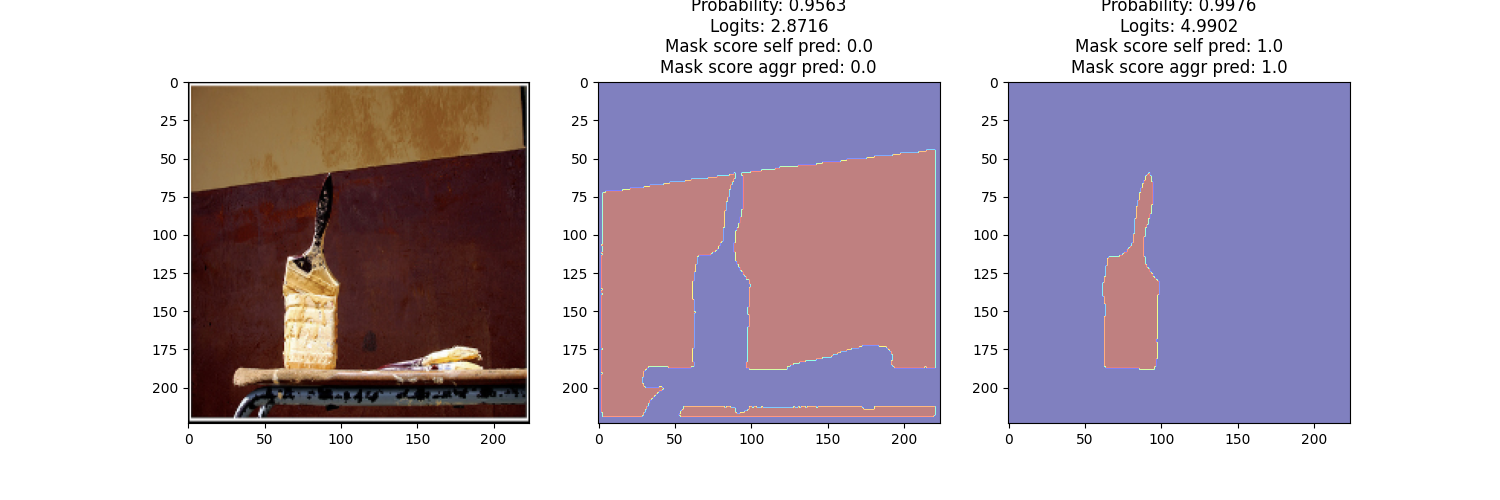 Probability: 0.9563
Logits: 2.8716
Mask score self pred: 0.0
Mask score aggr pred: 0.0
Probability: 0.9976
Logits: 4.9902
Mask score self pred: 1.0
Mask score aggr pred: 1.0
0
25
50
75
100
125
150
175
200
0 50 100 150 200
0
25
50
75
100
125
150
175
200
0 50 100 150 200
0
25
50
75
100
125
150
175
200
0 50 100 150 200